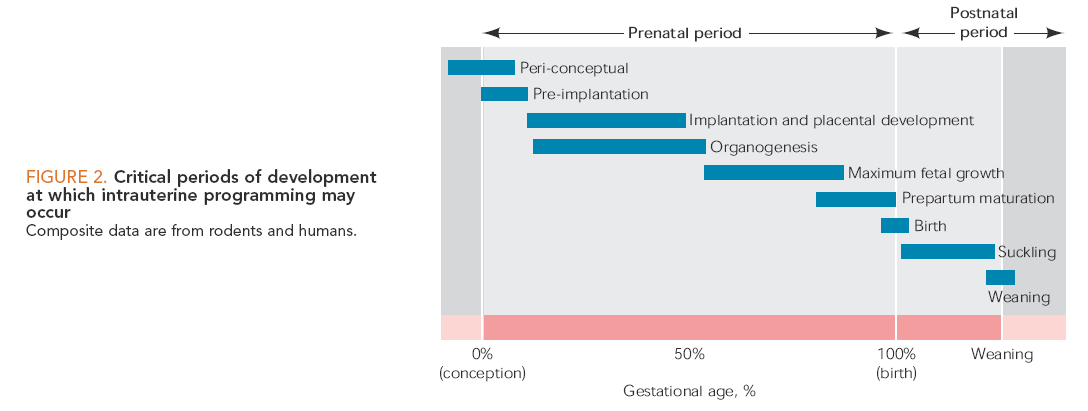 Postnatal
Prenatal period
period
Peri-conceptual
Pre-implantation
Implantation and placental development
Organogenesis
FIGURE 2. Critical periods of development
at which intrauterine programming may
occur
Composite data are from rodents and humans.
Maximum fetal growth
Prepartum maturation
Birth
Suckling
Weaning
0%
(conception)
50%
100%
(birth)
Weaning
Gestational age, %